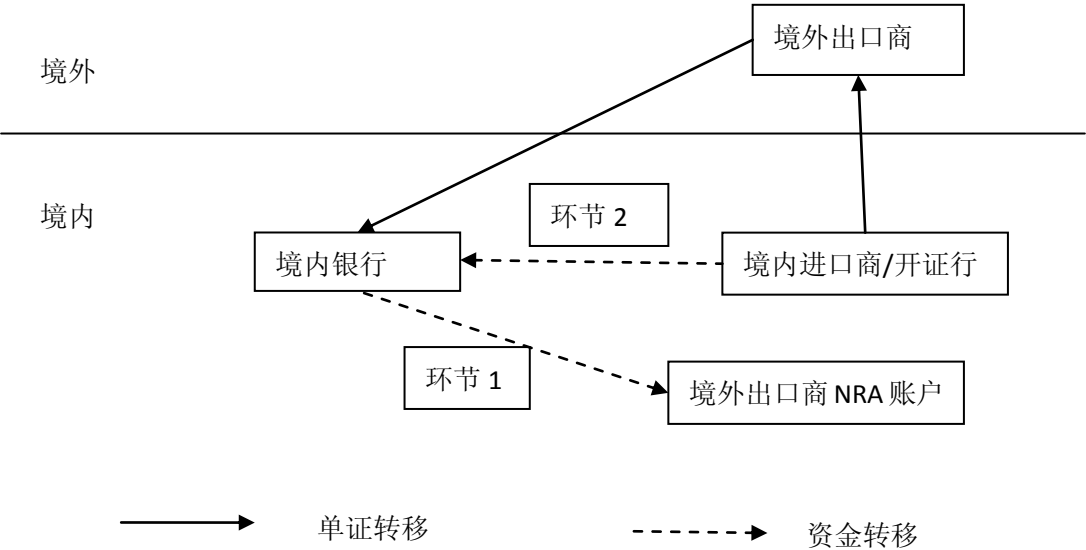 境外出口商
境外
境内
环节 2
境内银行
境内进口商/开证行
环节 1
境外出口商 NRA 账户
单证转移
资金转移